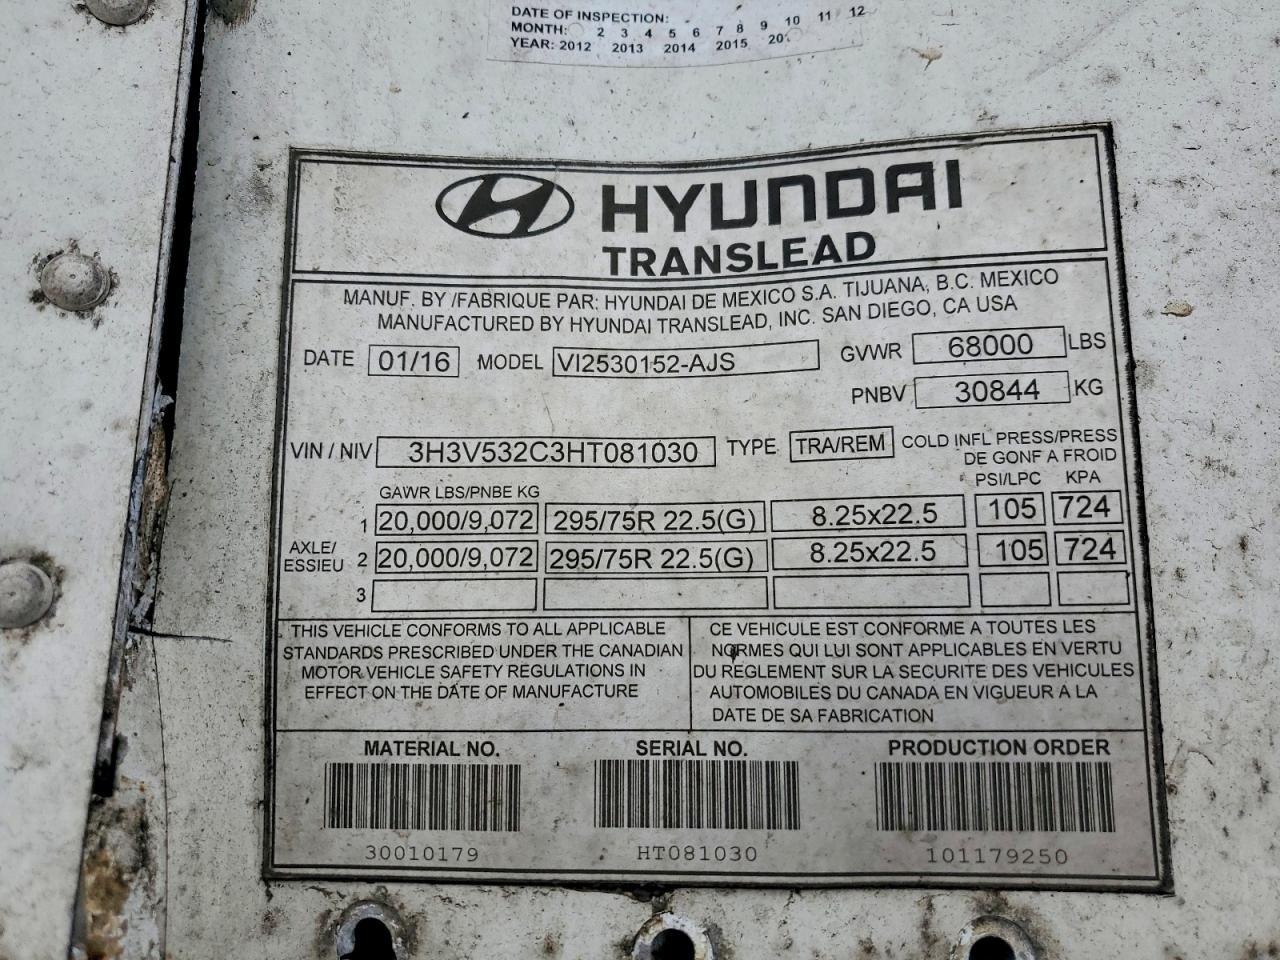 DATE OF INSPECTION:
MONTH: 2 3 4 5 6 7 8 9 10 11 12
YEAR: 2012 2013 2014 2015
HYUNDAI
TRANSLEAD
MANUF. BY /FABRIQUE PAR: HYUNDAI DE MEXICO S.A. TIJUANA, B.C. MEXICO
MANUFACTURED BY HYUNDAI TRANSLEAD, INC. SAN DIEGO, CA USA
DATE 01/16 MODEL VI2530152-AJS GVWR 68000 LBS
PNBV 30844 KG
VIN / NIV 3H3V532C3HT081030 TYPE TRA/REM COLD INFL PRESS/PRESS
DE GONF A FROID
GAWR LBS/PNBE KG PSI/LPC KPA
1 20,000/9,072 295/75R 22.5(G) 8.25x22.5 105 724
AXLE/
ESSIEU 2 20,000/9,072 295/75R 22.5(G) 8.25x22.5 105 724
3
THIS VEHICLE CONFORMS TO ALL APPLICABLE
STANDARDS PRESCRIBED UNDER THE CANADIAN
MOTOR VEHICLE SAFETY REGULATIONS IN
EFFECT ON THE DATE OF MANUFACTURE
CE VEHICULE EST CONFORME A TOUTES LES
NORMES QUI LUI SONT APPLICABLES EN VERTU
DU REGLEMENT SUR LA SECURITE DES VEHICULES
AUTOMOBILES DU CANADA EN VIGUEUR A LA
DATE DE SA FABRICATION
MATERIAL NO. SERIAL NO. PRODUCTION ORDER
30010179 HT081030 101179250